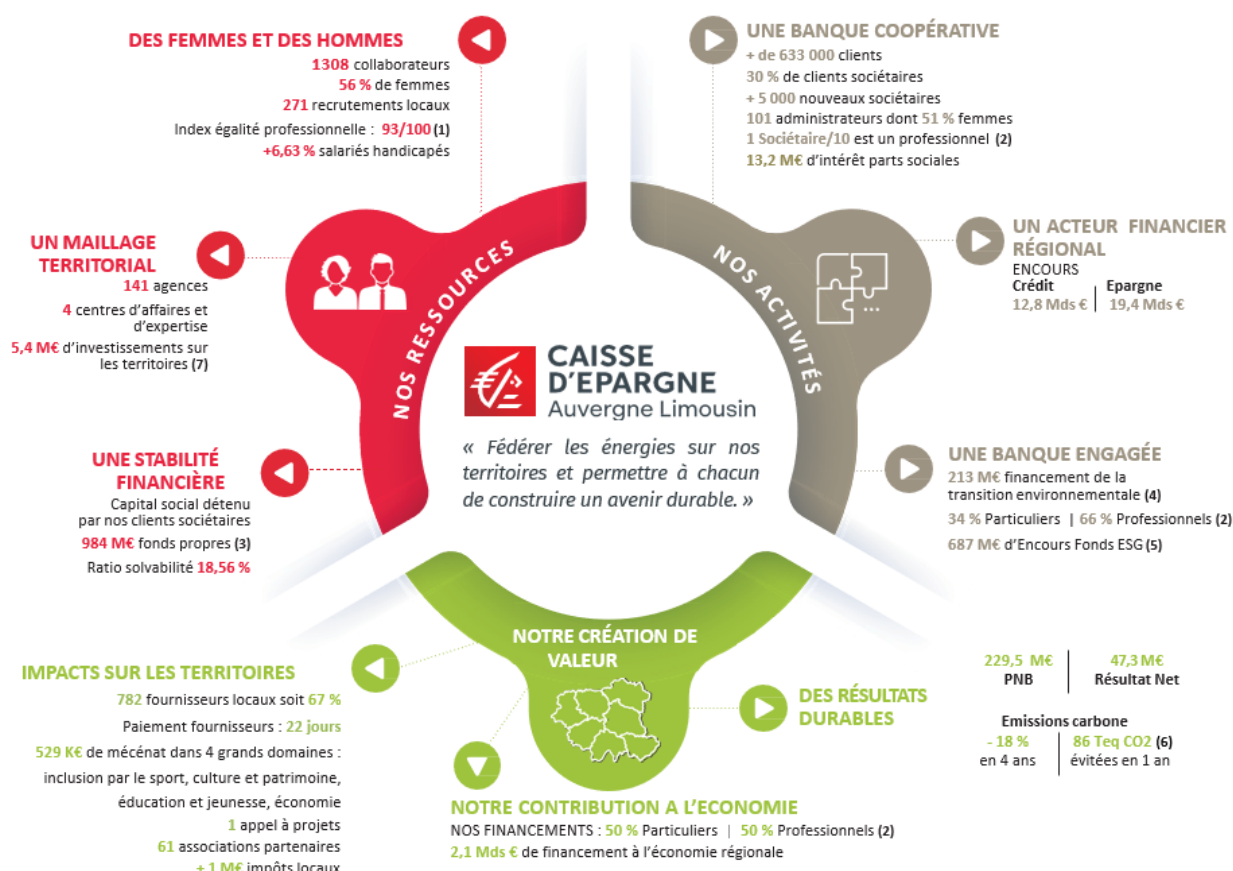 DES FEMMES ET DES HOMMES
1308 collaborateurs
56 % de femmes
271 recrutements locaux
Index égalité professionnelle : 93/100 (1)
+6,63 % salariés handicapés
UN MAILLAGE
TERRITORIAL
141 agences
4 centres d’affaires et
d’expertise
5,4 M€ d’investissements sur
les territoires (7)
UNE STABILITÉ
FINANCIÈRE
Capital social détenu
par nos clients sociétaires
984 M€ fonds propres (3)
Ratio solvabilité 18,56 %
NOS RESSOURCES
UNE BANQUE COOPÉRATIVE
+ de 633 000 clients
30 % de clients sociétaires
+ 5 000 nouveaux sociétaires
101 administrateurs dont 51 % femmes
1 Sociétaire/10 est un professionnel (2)
13,2 M€ d’intérêt parts sociales
NOS ACTIVITÉS
UN ACTEUR FINANCIER
RÉGIONAL
ENCOURS
Crédit | Epargne
12,8 Mds € | 19,4 Mds €
UNE BANQUE ENGAGÉE
213 M€ financement de la
transition environnementale (4)
34 % Particuliers | 66 % Professionnels (2)
687 M€ d’Encours Fonds ESG (5)
CAISSE
D’EPARGNE
Auvergne Limousin
« Fédérer les énergies sur nos
territoires et permettre à chacun
de construire un avenir durable. »
NOTRE CRÉATION DE
VALEUR
IMPACTS SUR LES TERRITOIRES
782 fournisseurs locaux soit 67 %
Paiement fournisseurs : 22 jours
529 K€ de mécénat dans 4 grands domaines :
inclusion par le sport, culture et patrimoine,
éducation et jeunesse, économie
1 appel à projets
61 associations partenaires
+ 1 M€ impôts locaux
NOTRE CONTRIBUTION A L’ECONOMIE
NOS FINANCEMENTS : 50 % Particuliers | 50 % Professionnels (2)
2,1 Mds € de financement à l’économie régionale
DES RÉSULTATS
DURABLES
229,5 M€ | 47,3 M€
PNB | Résultat Net
Emissions carbone
- 18 % | 86 Teq CO2 (6)
en 4 ans | évitées en 1 an